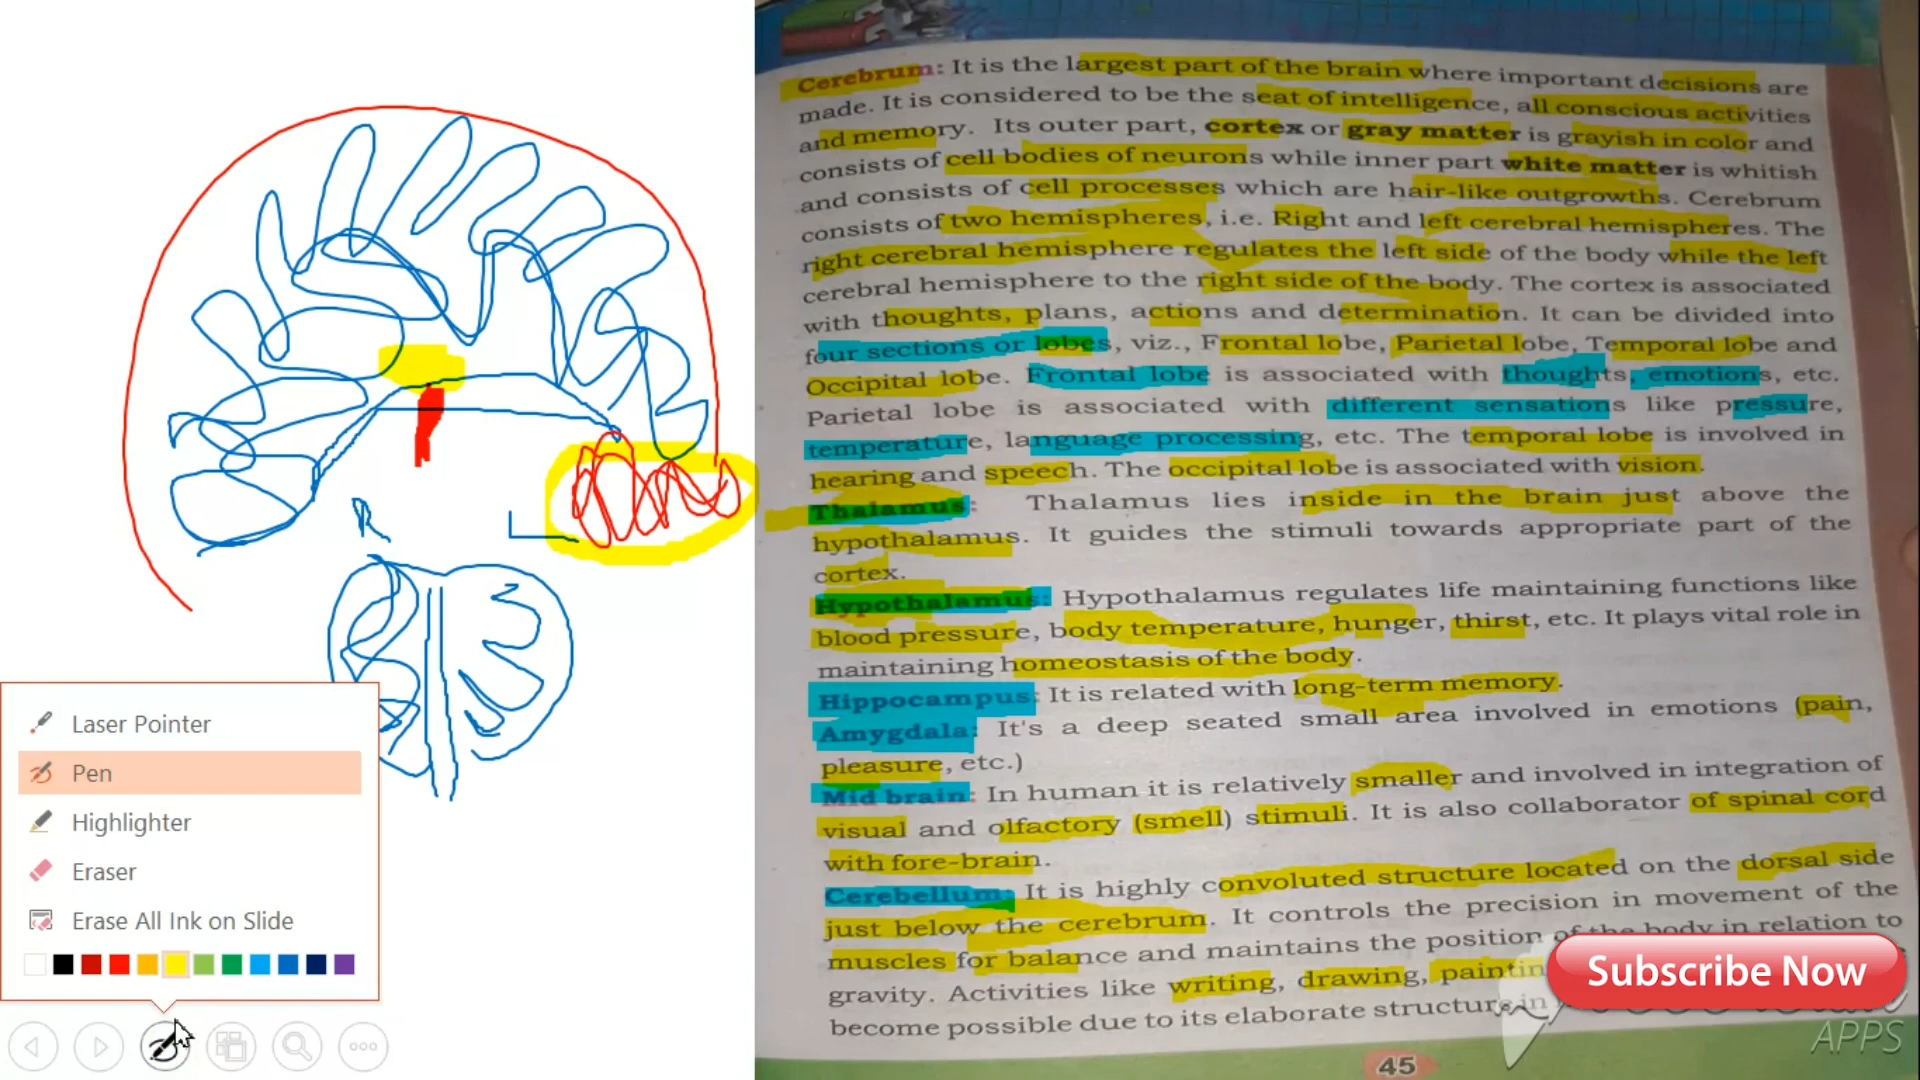 Cerebrum: It is the largest part of the brain where important decisions are
made. It is considered to be the seat of intelligence, all conscious activities
and memory. Its outer part, cortex or gray matter is grayish in color and
consists of cell bodies of neurons while inner part white matter is whitish
and consists of cell processes which are hair-like outgrowths. Cerebrum
consists of two hemispheres, i.e. Right and left cerebral hemispheres. The
right cerebral hemisphere regulates the left side of the body while the left
cerebral hemisphere to the right side of the body. The cortex is associated
with thoughts, plans, actions and determination. It can be divided into
four sections or lobes, viz., Frontal lobe, Parietal lobe, Temporal lobe and
Occipital lobe. Frontal lobe is associated with thoughts, emotions, etc.
Parietal lobe is associated with different sensations like pressure,
temperature, language processing, etc. The temporal lobe is involved in
hearing and speech. The occipital lobe is associated with vision.
Thalamus: Thalamus lies inside in the brain just above the
hypothalamus. It guides the stimuli towards appropriate part of the
cortex.
Hypothalamus: Hypothalamus regulates life maintaining functions like
blood pressure, body temperature, hunger, thirst, etc. It plays vital role in
maintaining homeostasis of the body.
Hippocampus: It is related with long-term memory.
Amygdala: It's a deep seated small area involved in emotions (pain,
pleasure, etc.)
Mid brain: In human it is relatively smaller and involved in integration of
visual and olfactory (smell) stimuli. It is also collaborator of spinal cord
with fore-brain.
Cerebellum: It is highly convoluted structure located on the dorsal side
just below the cerebrum. It controls the precision in movement of the
muscles for balance and maintains the position of the body in relation to
gravity. Activities like writing, drawing,
become possible due to its elaborate structure in
45
R
L
Laser Pointer
Pen
Highlighter
Eraser
Erase All Ink on Slide
Subscribe Now
APPS